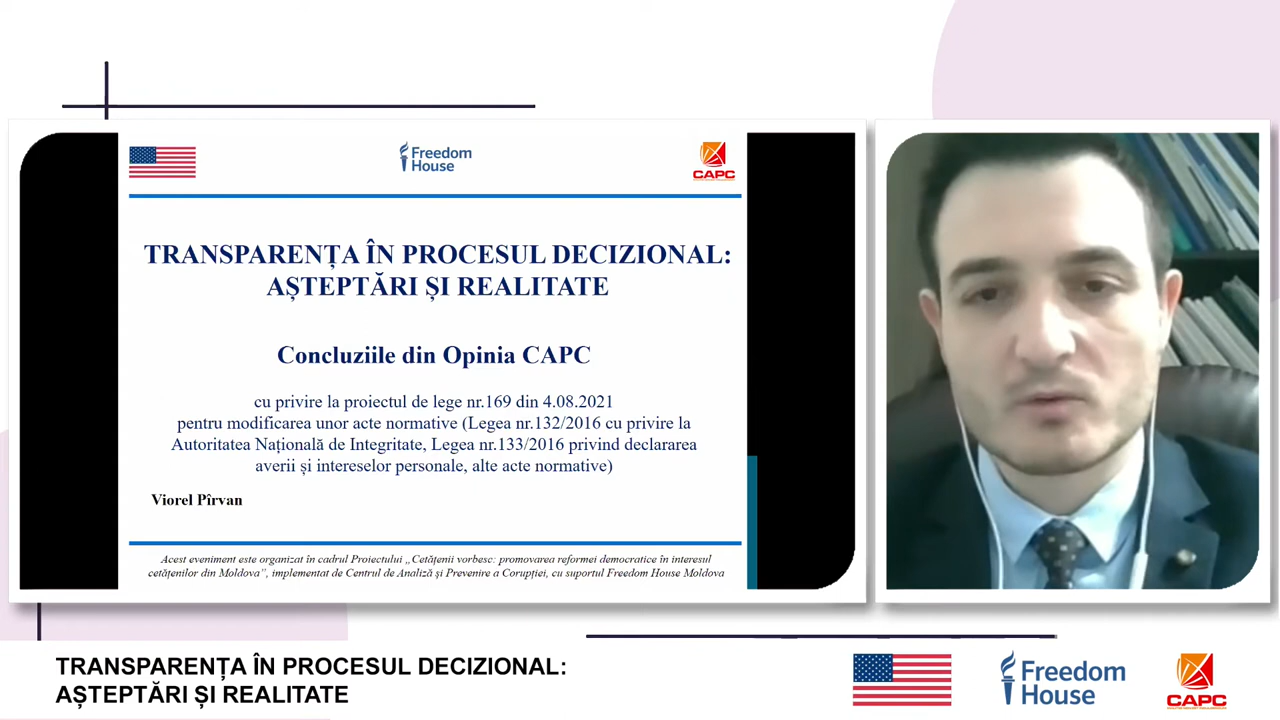 Freedom
House
CAPC
TRANSPARENȚA ÎN PROCESUL DECIZIONAL:
AȘTEPTĂRI ȘI REALITATE
Concluziile din Opinia CAPC
cu privire la proiectul de lege nr.169 din 4.08.2021
pentru modificarea unor acte normative (Legea nr.132/2016 cu privire la
Autoritatea Națională de Integritate, Legea nr.133/2016 privind declararea
averii și intereselor personale, alte acte normative)
Viorel Pîrvan
Acest eveniment este organizat în cadrul Proiectului „Cetățenii vorbesc: promovarea reformei democratice în interesul
cetățenilor din Moldova”, implementat de Centrul de Analiză și Prevenire a Corupției, cu suportul Freedom House Moldova
TRANSPARENȚA ÎN PROCESUL DECIZIONAL:
AȘTEPTĂRI ȘI REALITATE
Freedom
House
CAPC